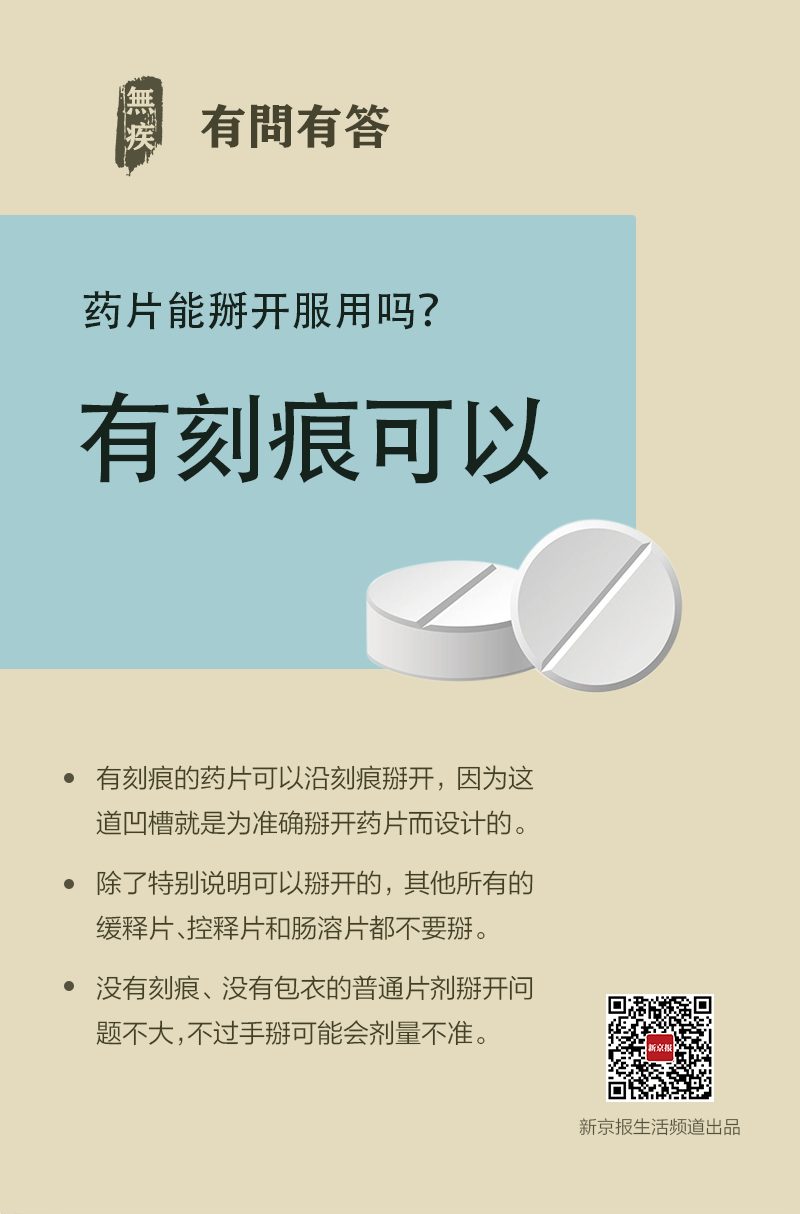 無疾
有問有答
药片能掰开服用吗？
有刻痕可以
有刻痕的药片可以沿刻痕掰开，因为这
道凹槽就是为准确掰开药片而设计的。
除了特别说明可以掰开的，其他所有的
缓释片、控释片和肠溶片都不要掰。
没有刻痕、没有包衣的普通片剂掰开问
题不大，不过手掰可能会剂量不准。
新京报
新京报生活频道出品